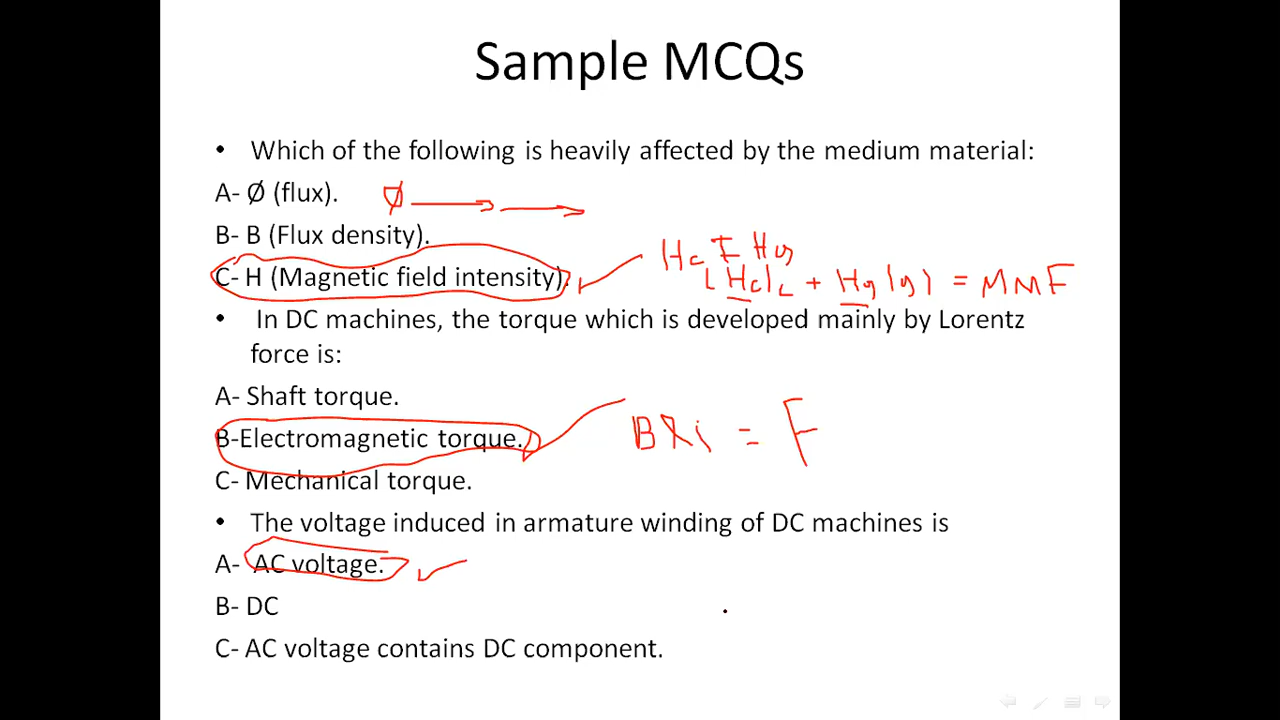 Sample MCQs
• Which of the following is heavily affected by the medium material:
A- Ø (flux). Ø
B- B (Flux density).
Hc Hg
C- H (Magnetic field intensity). (Hc)c + Hg(g) = MMF
• In DC machines, the torque which is developed mainly by Lorentz
force is:
A- Shaft torque.
B-Electromagnetic torque. Bli = F
C- Mechanical torque.
• The voltage induced in armature winding of DC machines is
A- AC voltage.
B- DC
C- AC voltage contains DC component.